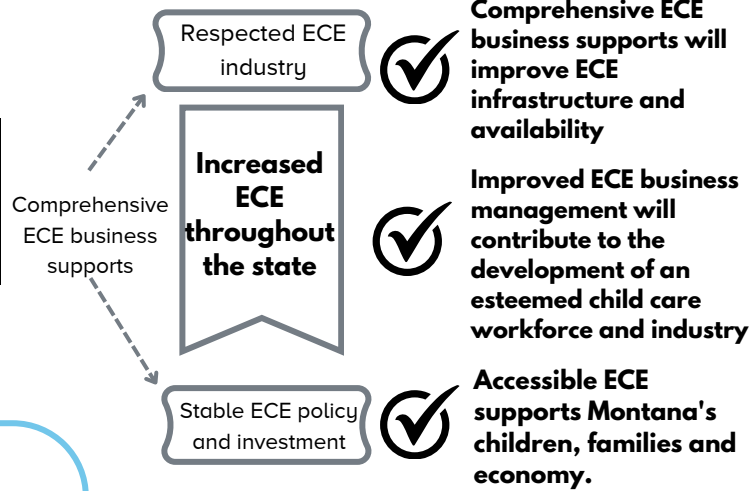 Respected ECE
industry
Comprehensive
ECE business
supports
Increased
ECE
throughout
the state
Stable ECE policy
and investment
Comprehensive ECE
business supports will
improve ECE
infrastructure and
availability
Improved ECE business
management will
contribute to the
development of an
esteemed child care
workforce and industry
Accessible ECE
supports Montana's
children, families and
economy.